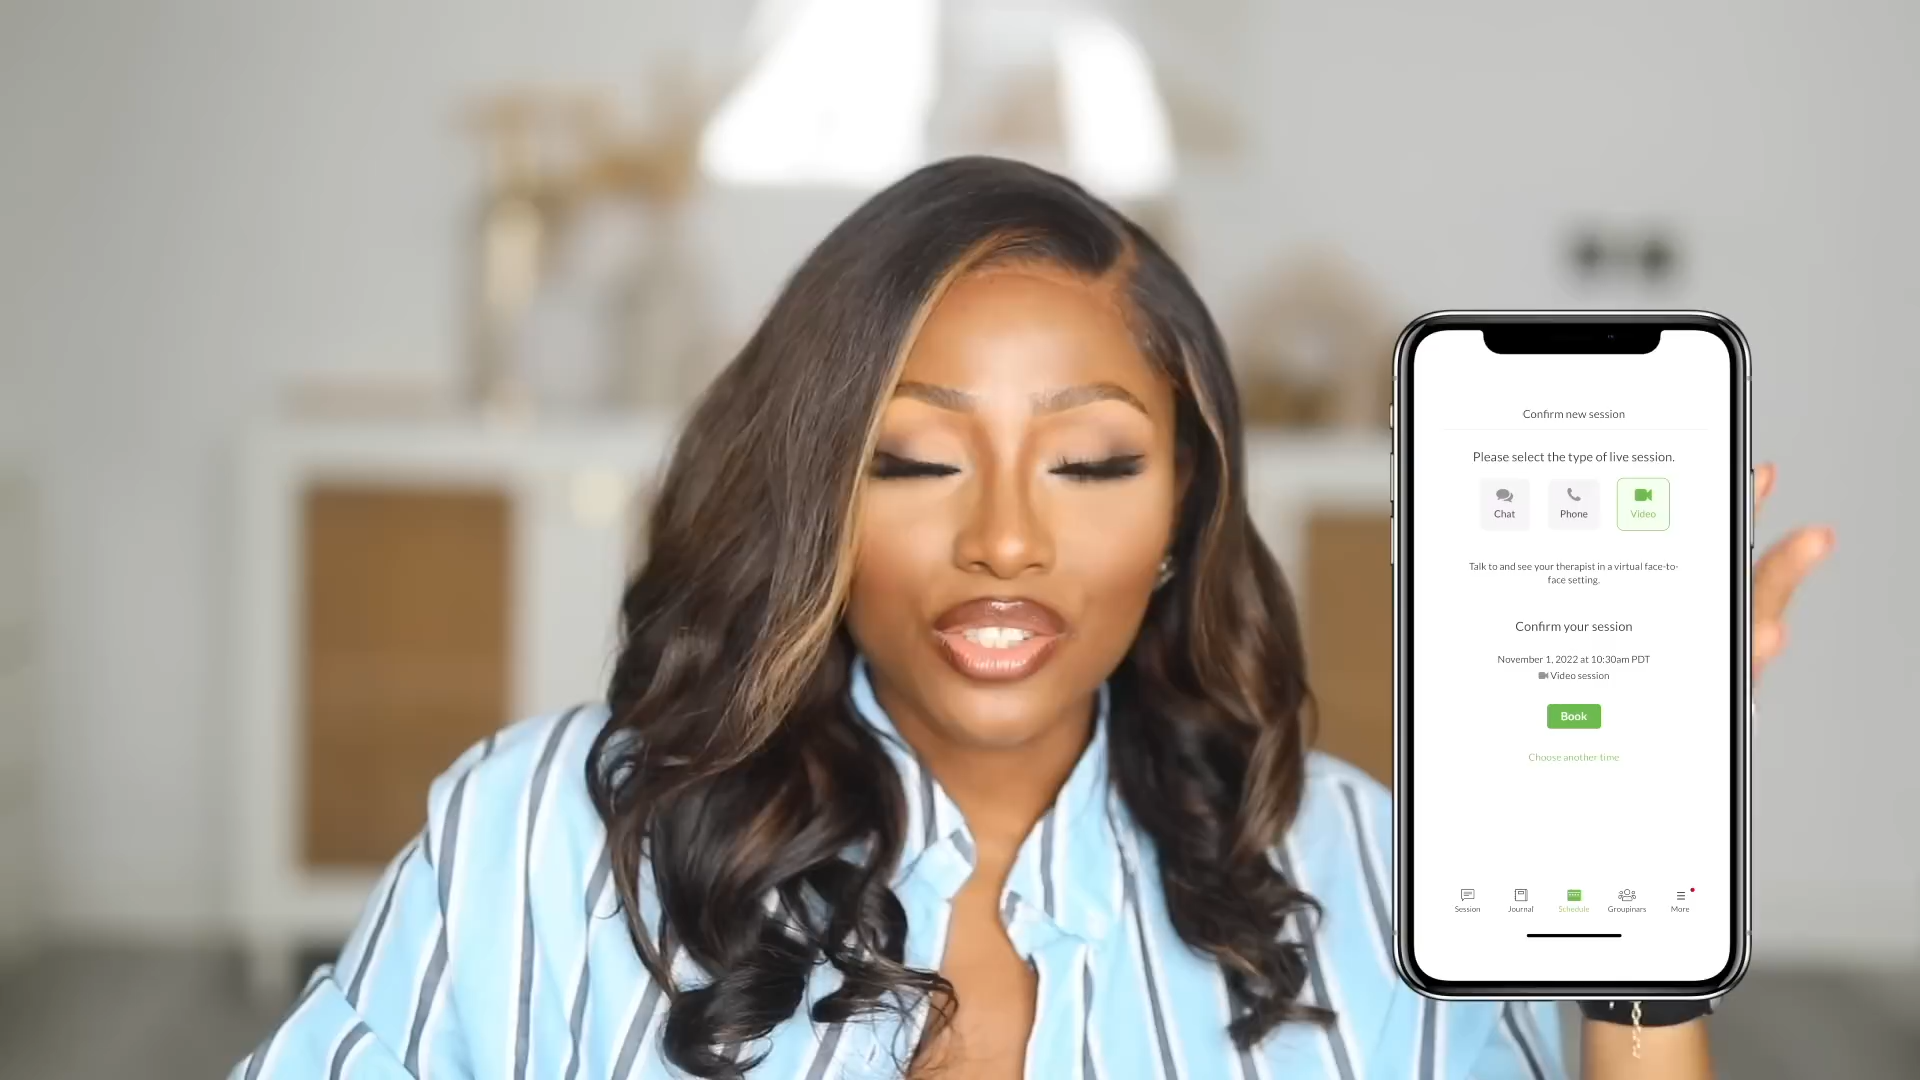 Confirm new session
Please select the type of live session.
Chat
Phone
Video
Talk to and see your therapist in a virtual face-to-
face setting.
Confirm your session
November 1, 2022 at 10:30am PDT
Video session
Book
Choose another time
Session
Journal
Schedule
Groupinars
More